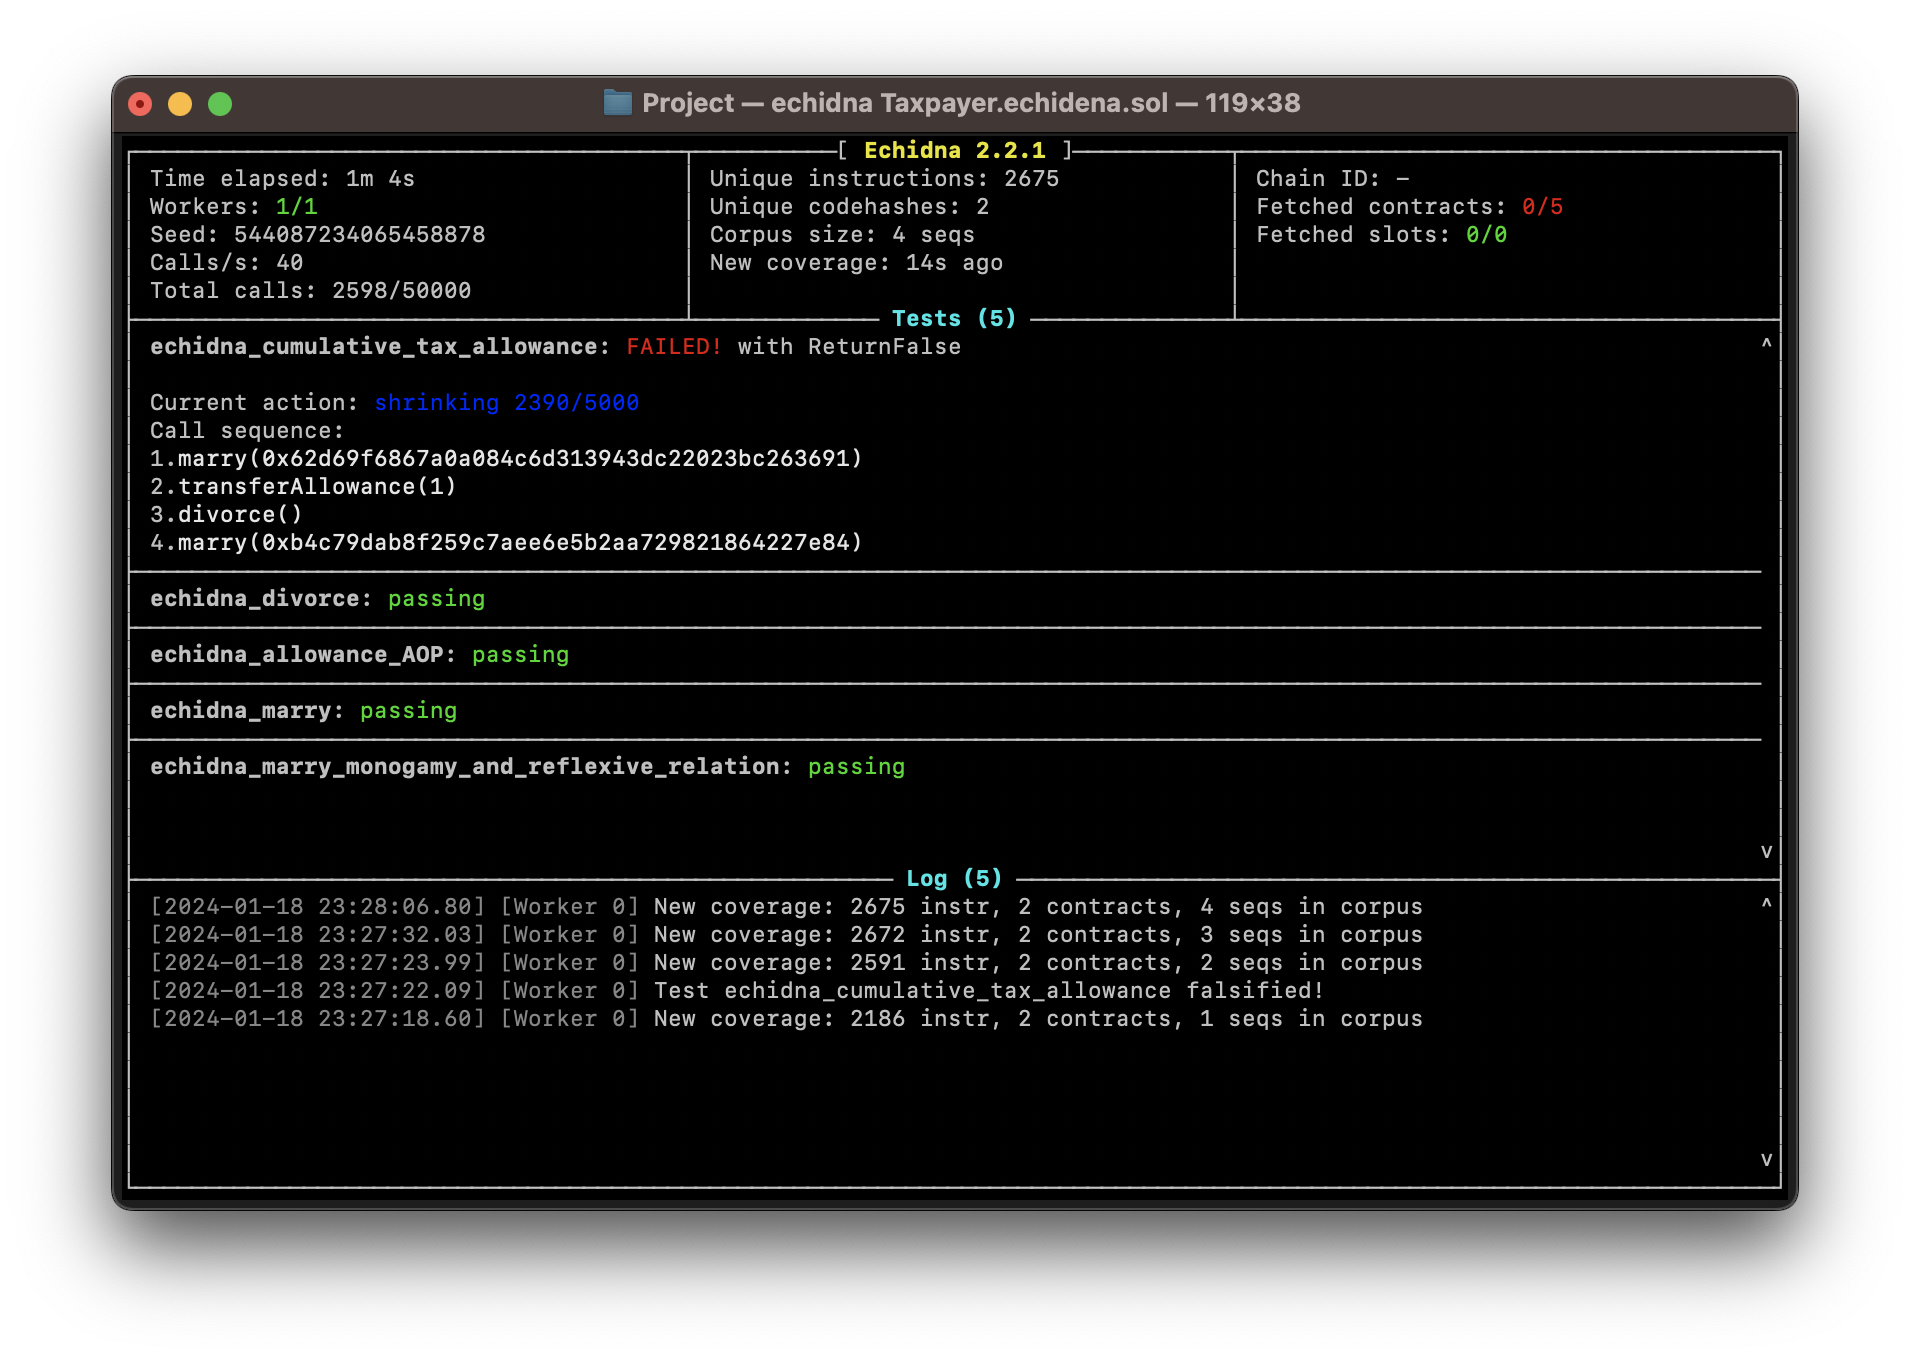 Project — echidna Taxpayer.echidena.sol — 119×38
[ Echidna 2.2.1 ]
Time elapsed: 1m 4s
Workers: 1/1
Seed: 544087234065458878
Calls/s: 40
Total calls: 2598/50000
Unique instructions: 2675
Unique codehashes: 2
Corpus size: 4 seqs
New coverage: 14s ago
Chain ID: —
Fetched contracts: 0/5
Fetched slots: 0/0
Tests (5)
echidna_cumulative_tax_allowance: FAILED! with ReturnFalse
^
Current action: shrinking 2390/5000
Call sequence:
1.marry(0x62d69f6867a0a084c6d313943dc22023bc263691)
2.transferAllowance(1)
3.divorce()
4.marry(0xb4c79dab8f259c7aee6e5b2aa729821864227e84)
echidna_divorce: passing
echidna_allowance_AOP: passing
echidna_marry: passing
echidna_marry_monogamy_and_reflexive_relation: passing
v
Log (5)
[2024-01-18 23:28:06.80] [Worker 0] New coverage: 2675 instr, 2 contracts, 4 seqs in corpus
^
[2024-01-18 23:27:32.03] [Worker 0] New coverage: 2672 instr, 2 contracts, 3 seqs in corpus
[2024-01-18 23:27:23.99] [Worker 0] New coverage: 2591 instr, 2 contracts, 2 seqs in corpus
[2024-01-18 23:27:22.09] [Worker 0] Test echidna_cumulative_tax_allowance falsified!
[2024-01-18 23:27:18.60] [Worker 0] New coverage: 2186 instr, 2 contracts, 1 seqs in corpus
v